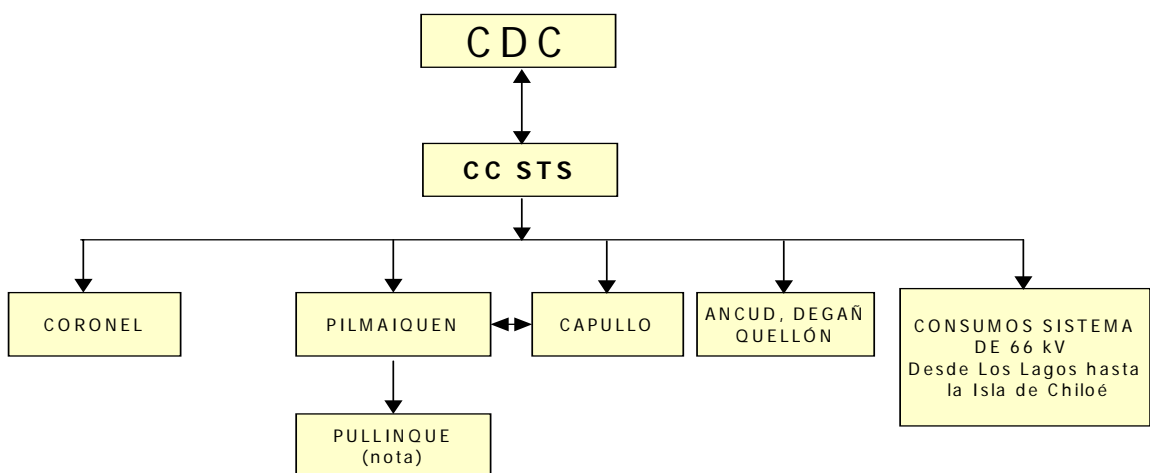 CDC
CC STS
CORONEL
PILMAIQUEN
CAPULLO
ANCUD, DEGAÑ
QUELLÓN
CONSUMOS SISTEMA
DE 66 kV
Desde Los Lagos hasta
la Isla de Chiloé
PULLINQUE
(nota)